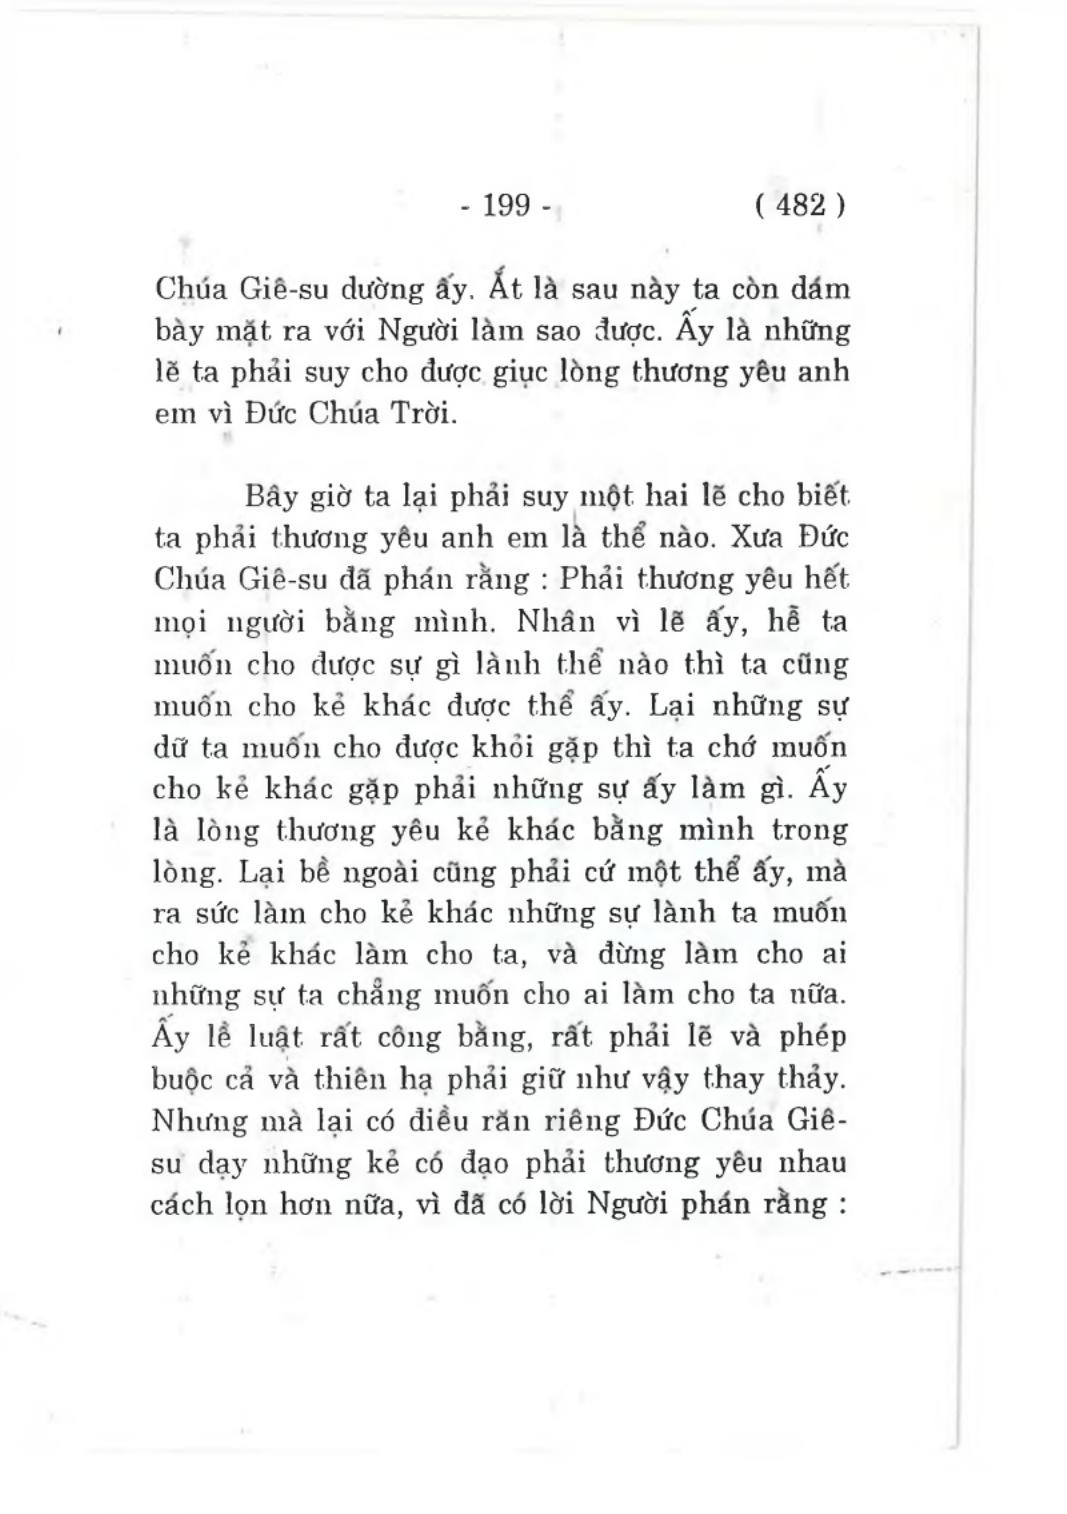 - 199 - ( 482 )
Chúa Giê-su dường ấy. Ắt là sau này ta còn dám
bày mặt ra với Người làm sao được. Ấy là những
lẽ ta phải suy cho được giục lòng thương yêu anh
em vì Đức Chúa Trời.
Bây giờ ta lại phải suy một hai lẽ cho biết
ta phải thương yêu anh em là thể nào. Xưa Đức
Chúa Giê-su đã phán rằng : Phải thương yêu hết
mọi người bằng mình. Nhân vì lẽ ấy, hễ ta
muốn cho được sự gì lành thể nào thì ta cũng
muốn cho kẻ khác được thể ấy. Lại những sự
dữ ta muốn cho được khỏi gặp thì ta chớ muốn
cho kẻ khác gặp phải những sự ấy làm gì. Ấy
là lòng thương yêu kẻ khác bằng mình trong
lòng. Lại bề ngoài cũng phải cứ một thể ấy, mà
ra sức làm cho kẻ khác những sự lành ta muốn
cho kẻ khác làm cho ta, và đừng làm cho ai
những sự ta chẳng muốn cho ai làm cho ta nữa.
Ấy lề luật rất công bằng, rất phải lẽ và phép
buộc cả và thiên hạ phải giữ như vậy thay thảy.
Nhưng mà lại có điều răn riêng Đức Chúa Giê-
su dạy những kẻ có đạo phải thương yêu nhau
cách lọn hơn nữa, vì đã có lời Người phán rằng :